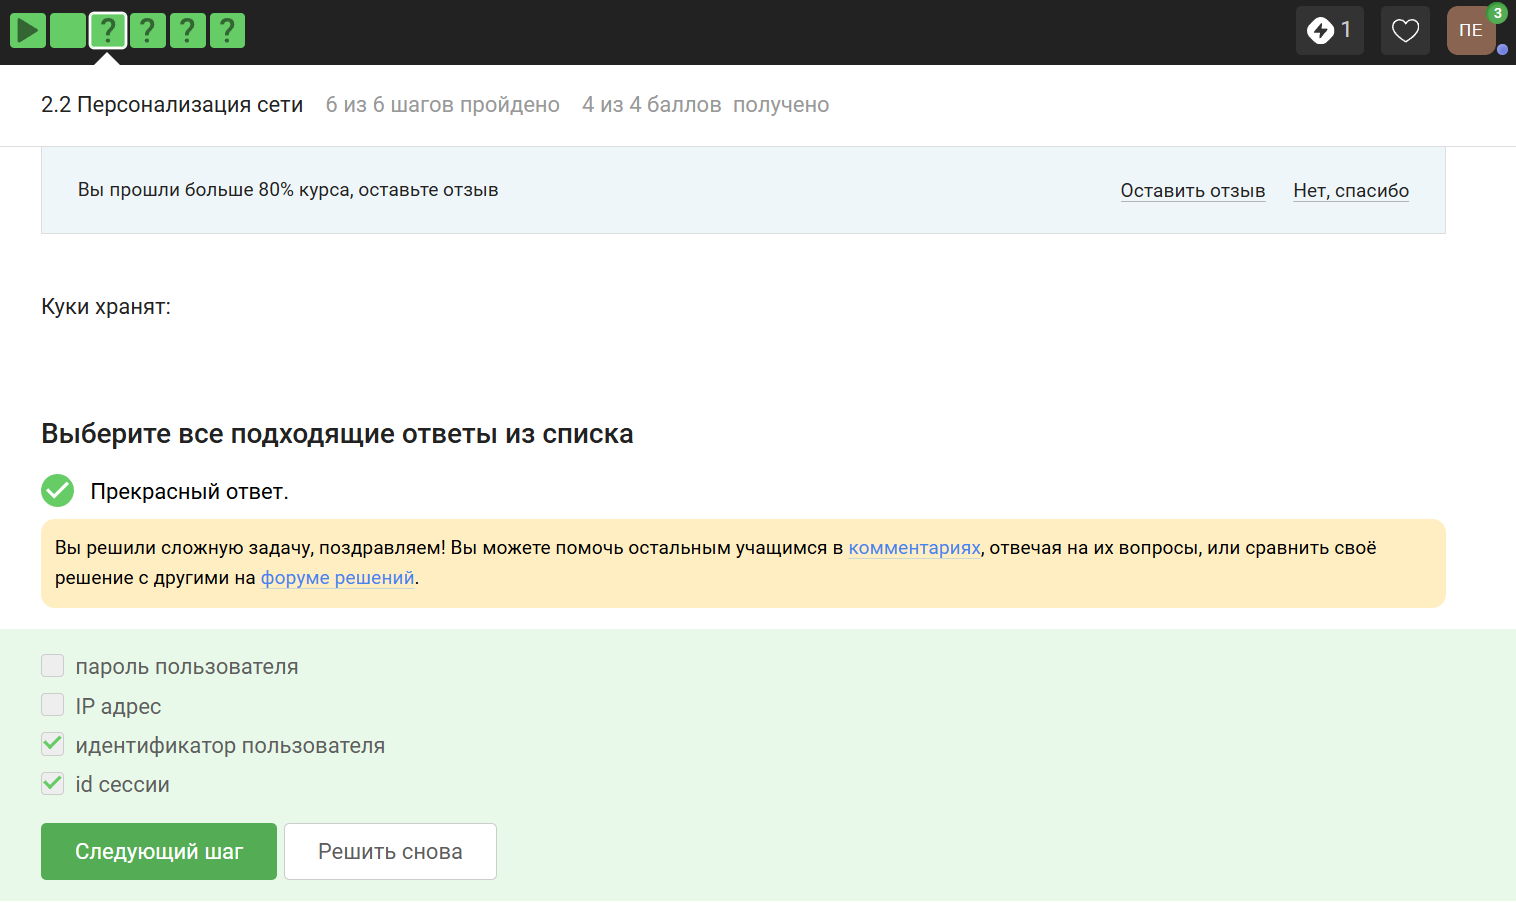 ? ? ? ?
1
ПЕ
3
2.2 Персонализация сети 6 из 6 шагов пройдено 4 из 4 баллов получено
Вы прошли больше 80% курса, оставьте отзыв Оставить отзыв Нет, спасибо
Куки хранят:
Выберите все подходящие ответы из списка
Прекрасный ответ.
Вы решили сложную задачу, поздравляем! Вы можете помочь остальным учащимся в комментариях, отвечая на их вопросы, или сравнить своё
решение с другими на форуме решений.
пароль пользователя
IP адрес
идентификатор пользователя
id сессии
Следующий шаг Решить снова